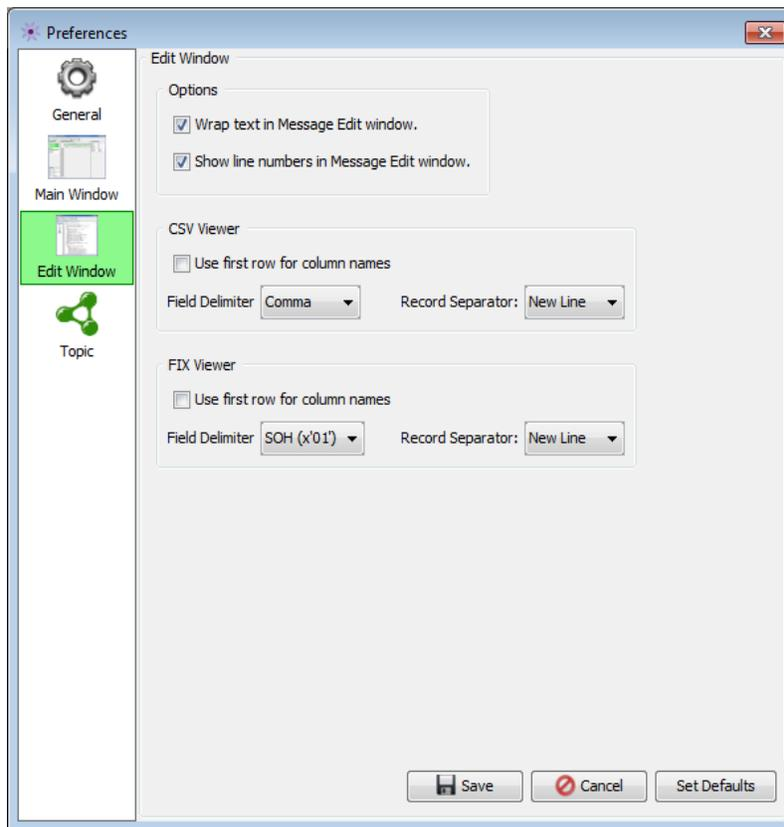 Preferences
General
Main Window
Edit Window
Topic
Edit Window
Options
Wrap text in Message Edit window.
Show line numbers in Message Edit window.
CSV Viewer
Use first row for column names
Field Delimiter Comma Record Separator: New Line
FIX Viewer
Use first row for column names
Field Delimiter SOH (x'01') Record Separator: New Line
Save Cancel Set Defaults